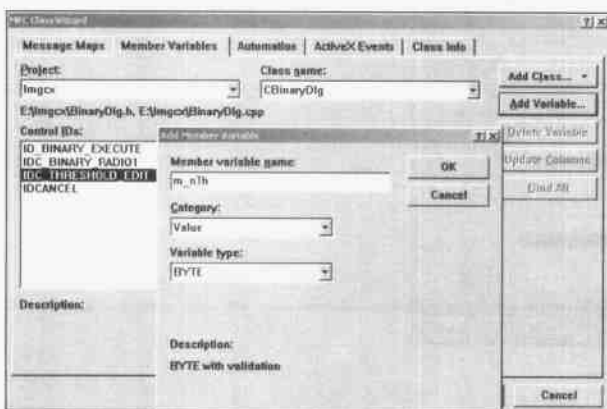 MFC ClassWizard
Message Maps Member Variables Automation ActiveX Events Class Info
Project:
Class name:
Add Class...
Imgcx
CBinaryDlg
Add Variable...
E:\Imgcx\BinaryDlg.h, E:\Imgcx\BinaryDlg.cpp
Control IDs:
Add Member Variable
Delete Variable
ID_BINARY_EXECUTE
IDC_BINARY_RADIO1
IDC_THRESHOLD_EDIT
IDCANCEL
Member variable name:
OK
Update Columns
m_nTh
Cancel
Bind All
Category:
Value
Variable type:
BYTE
Description:
Description:
BYTE with validation
Cancel